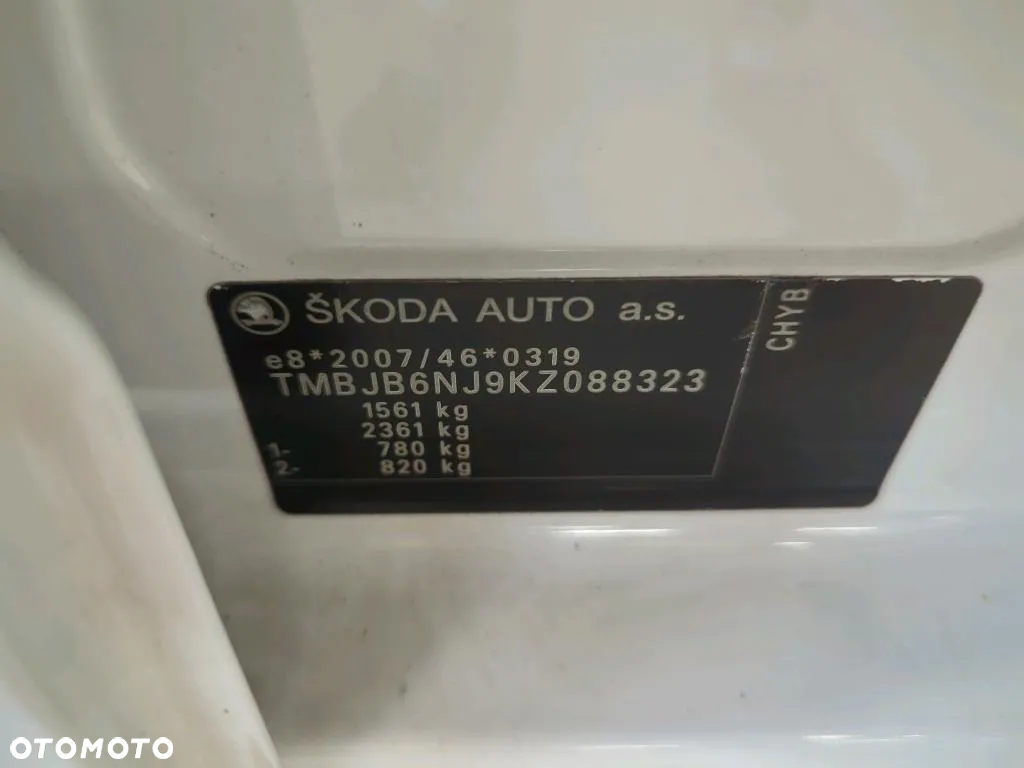 ŠKODA AUTO a.s.
CHYB
e8*2007/46*0319
TMBJB6NJ9KZ088323
1561 kg
2361 kg
1- 780 kg
2- 820 kg
OTOMOTO